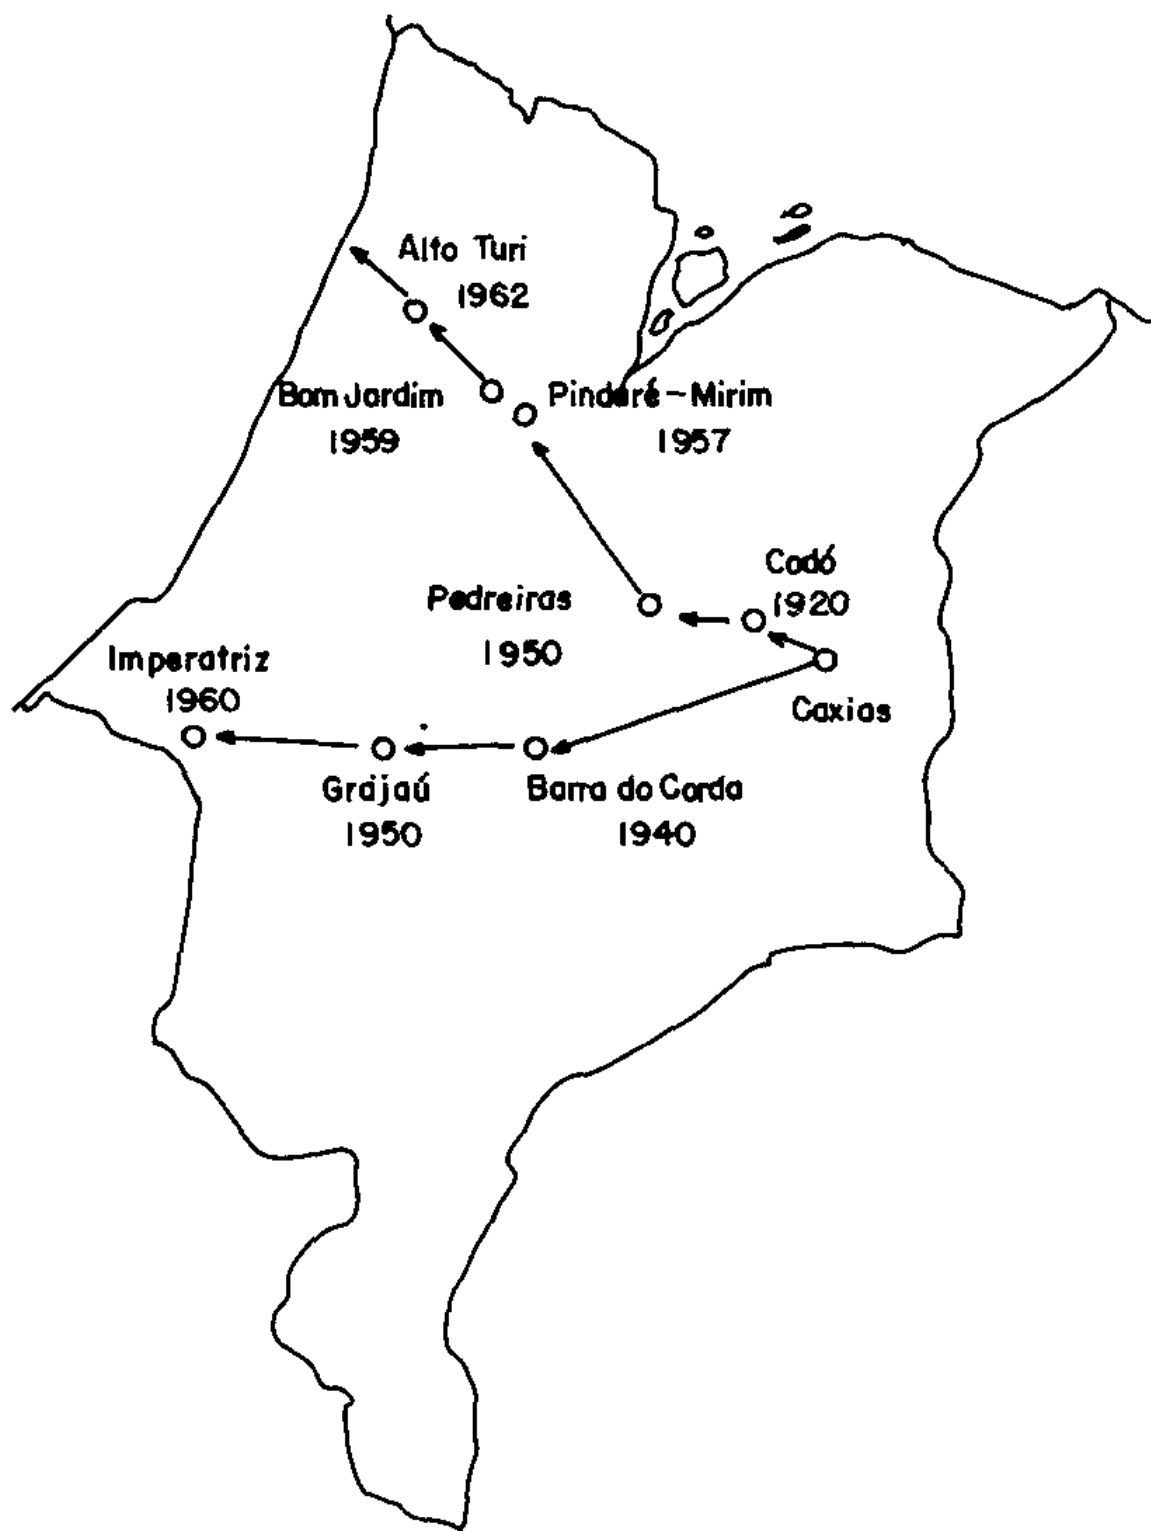 Alto Turi
1962
Bom Jardim
1959
Pindaré-Mirim
1957
Codó
1920
Pedreiras
1950
Caxias
Imperatriz
1960
Grajaú
1950
Barra do Corda
1940